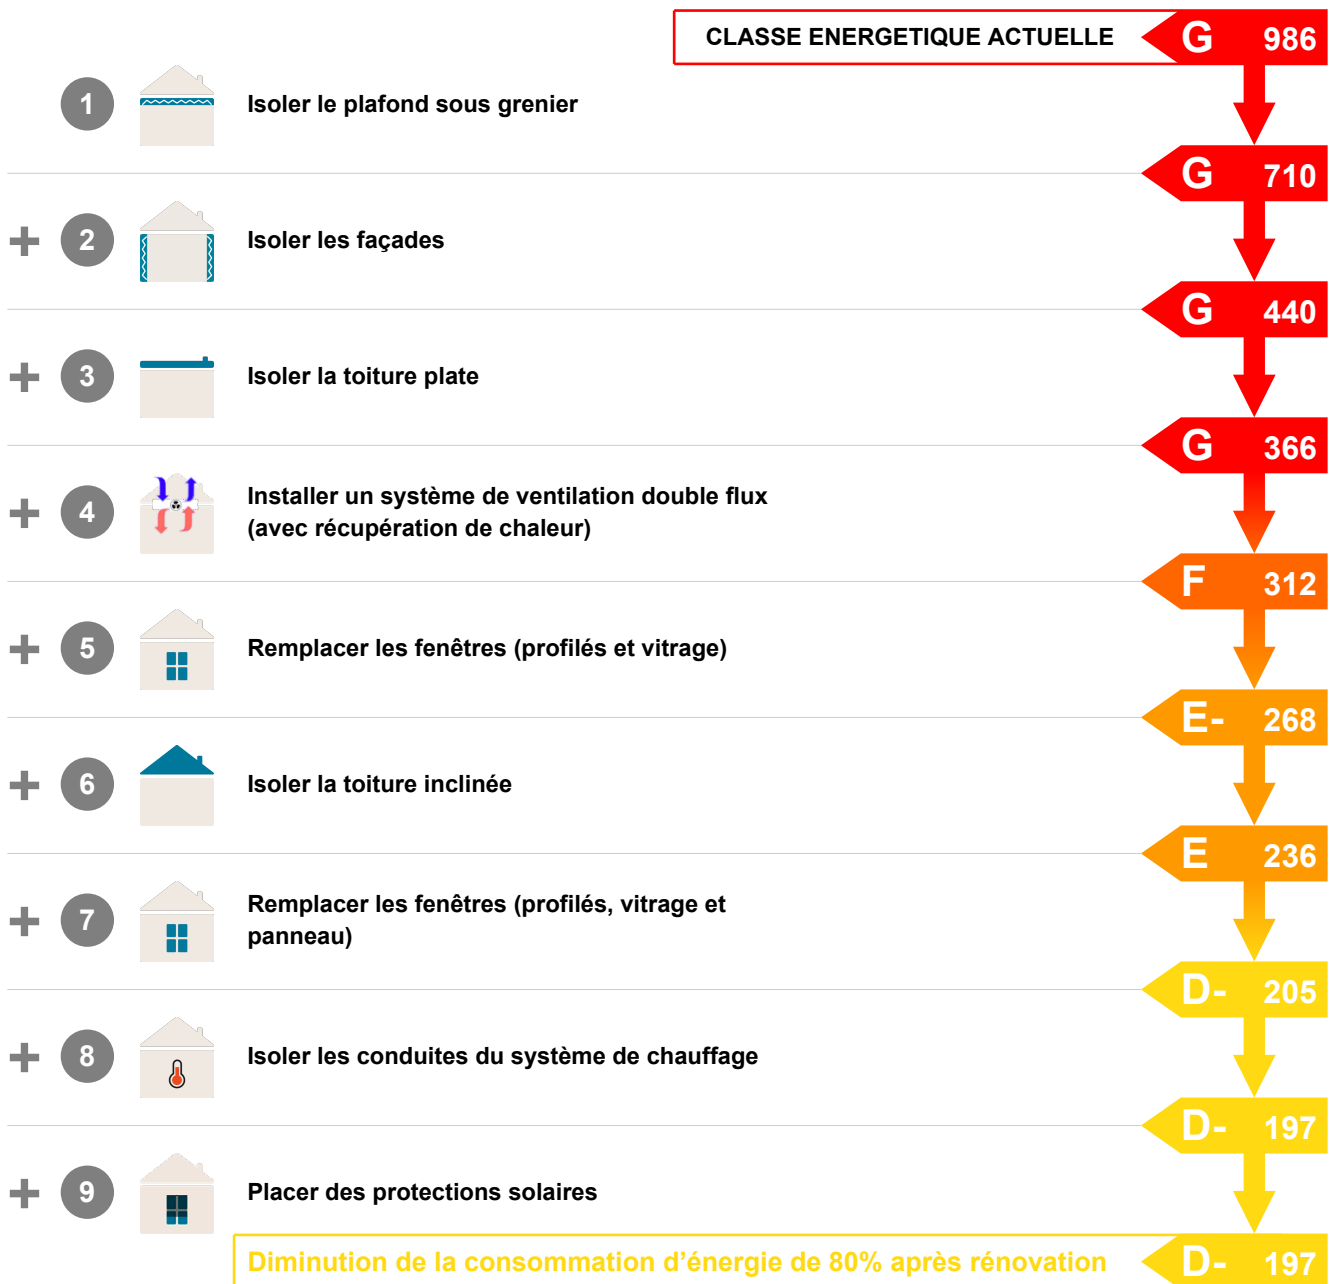 CLASSE ENERGETIQUE ACTUELLE G 986
1 Isoler le plafond sous grenier
G 710
+ 2 Isoler les façades
G 440
+ 3 Isoler la toiture plate
G 366
+ 4 Installer un système de ventilation double flux
(avec récupération de chaleur)
F 312
+ 5 Remplacer les fenêtres (profilés et vitrage)
E- 268
+ 6 Isoler la toiture inclinée
E 236
+ 7 Remplacer les fenêtres (profilés, vitrage et
panneau)
D- 205
+ 8 Isoler les conduites du système de chauffage
D- 197
+ 9 Placer des protections solaires
Diminution de la consommation d’énergie de 80% après rénovation D- 197